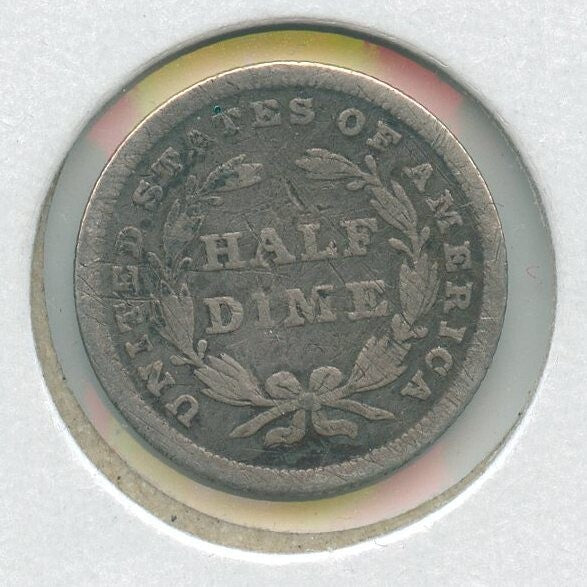 UNITED STATES OF AMERICA
HALF
DIME